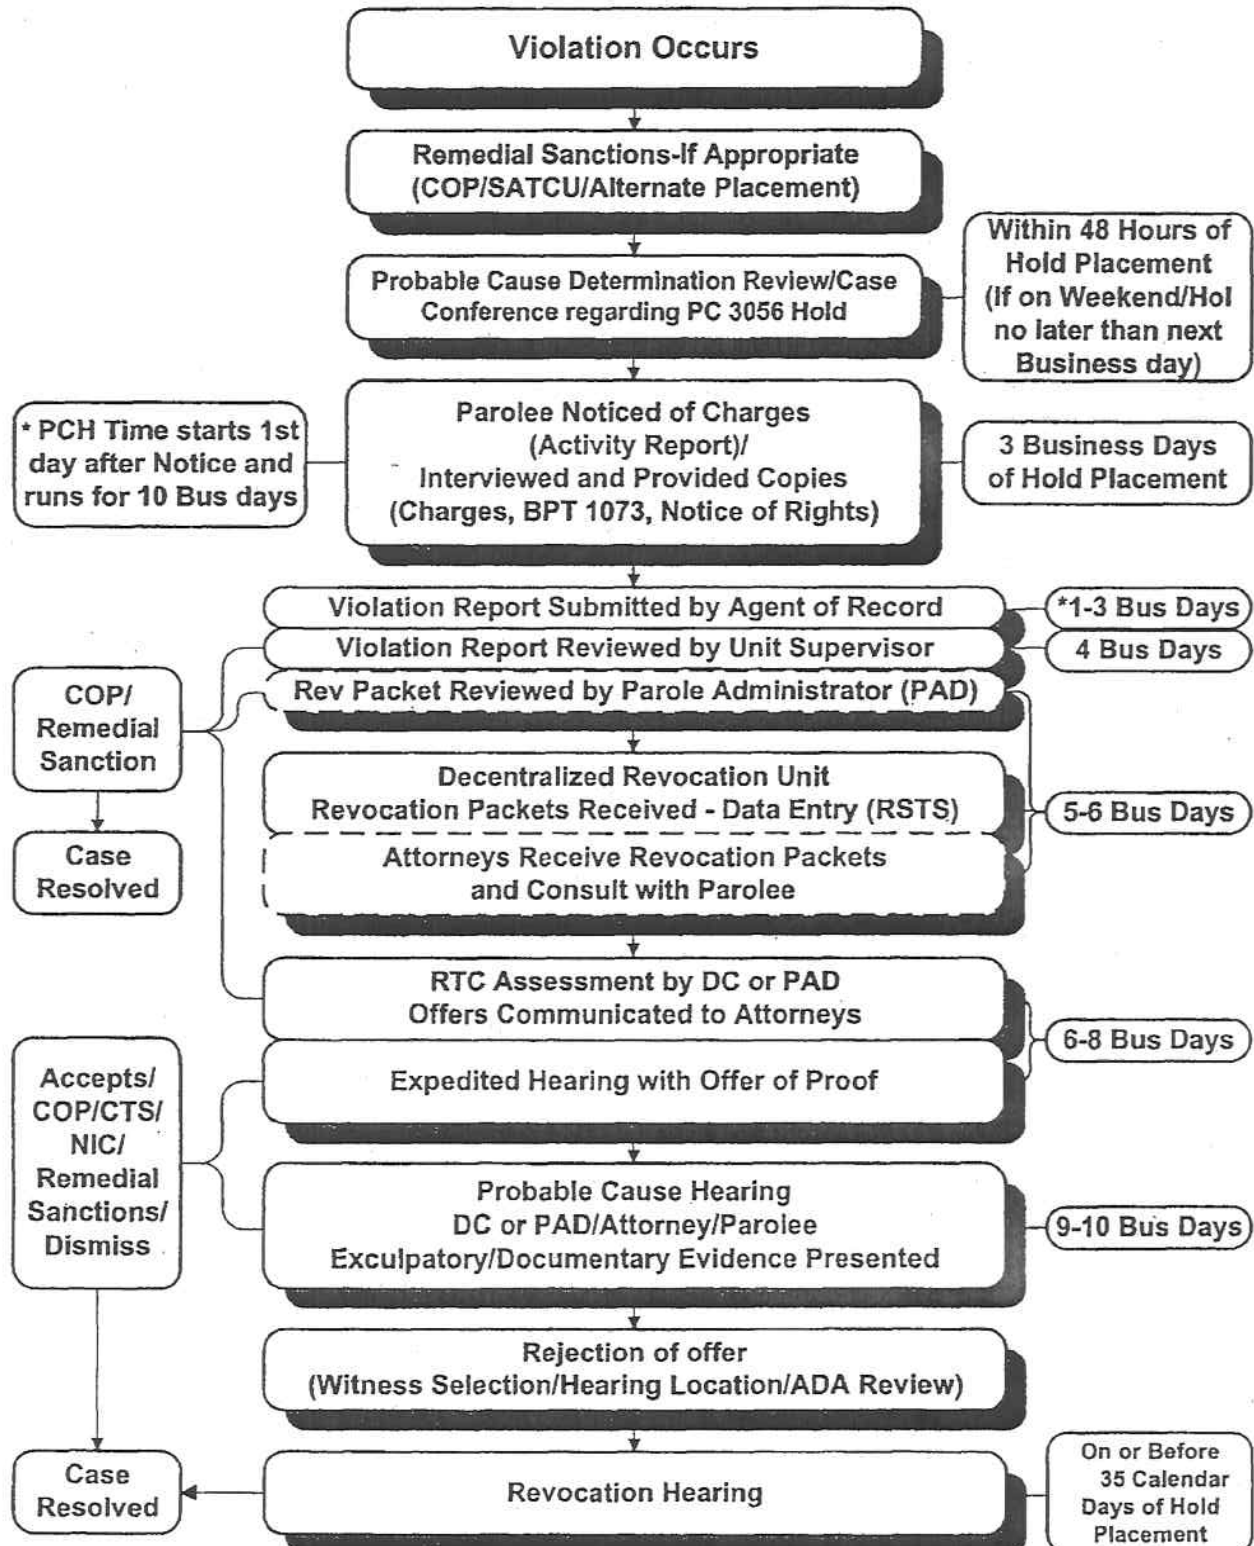 Violation Occurs
Remedial Sanctions-If Appropriate
(COP/SATCU/Alternate Placement)
Probable Cause Determination Review/Case
Conference regarding PC 3056 Hold
Within 48 Hours of
Hold Placement
(If on Weekend/Hol
no later than next
Business day)
* PCH Time starts 1st
day after Notice and
runs for 10 Bus days
Parolee Noticed of Charges
(Activity Report)/
Interviewed and Provided Copies
(Charges, BPT 1073, Notice of Rights)
3 Business Days
of Hold Placement
Violation Report Submitted by Agent of Record
*1-3 Bus Days
Violation Report Reviewed by Unit Supervisor
4 Bus Days
Rev Packet Reviewed by Parole Administrator (PAD)
COP/
Remedial
Sanction
Decentralized Revocation Unit
Revocation Packets Received - Data Entry (RSTS)
5-6 Bus Days
Attorneys Receive Revocation Packets
and Consult with Parolee
Case
Resolved
RTC Assessment by DC or PAD
Offers Communicated to Attorneys
6-8 Bus Days
Expedited Hearing with Offer of Proof
Accepts/
COP/CTS/
NIC/
Remedial
Sanctions/
Dismiss
Probable Cause Hearing
DC or PAD/Attorney/Parolee
Exculpatory/Documentary Evidence Presented
9-10 Bus Days
Rejection of offer
(Witness Selection/Hearing Location/ADA Review)
Case
Resolved
Revocation Hearing
On or Before
35 Calendar
Days of Hold
Placement